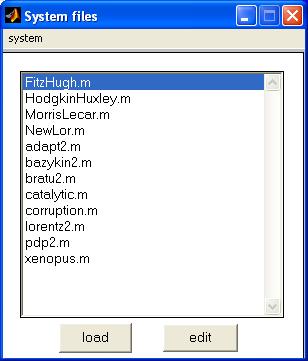 System files
system
FitzHugh.m
HodgkinHuxley.m
MorrisLecar.m
NewLor.m
adapt2.m
bazykin2.m
bratu2.m
catalytic.m
corruption.m
lorentz2.m
pdp2.m
xenopus.m
load edit